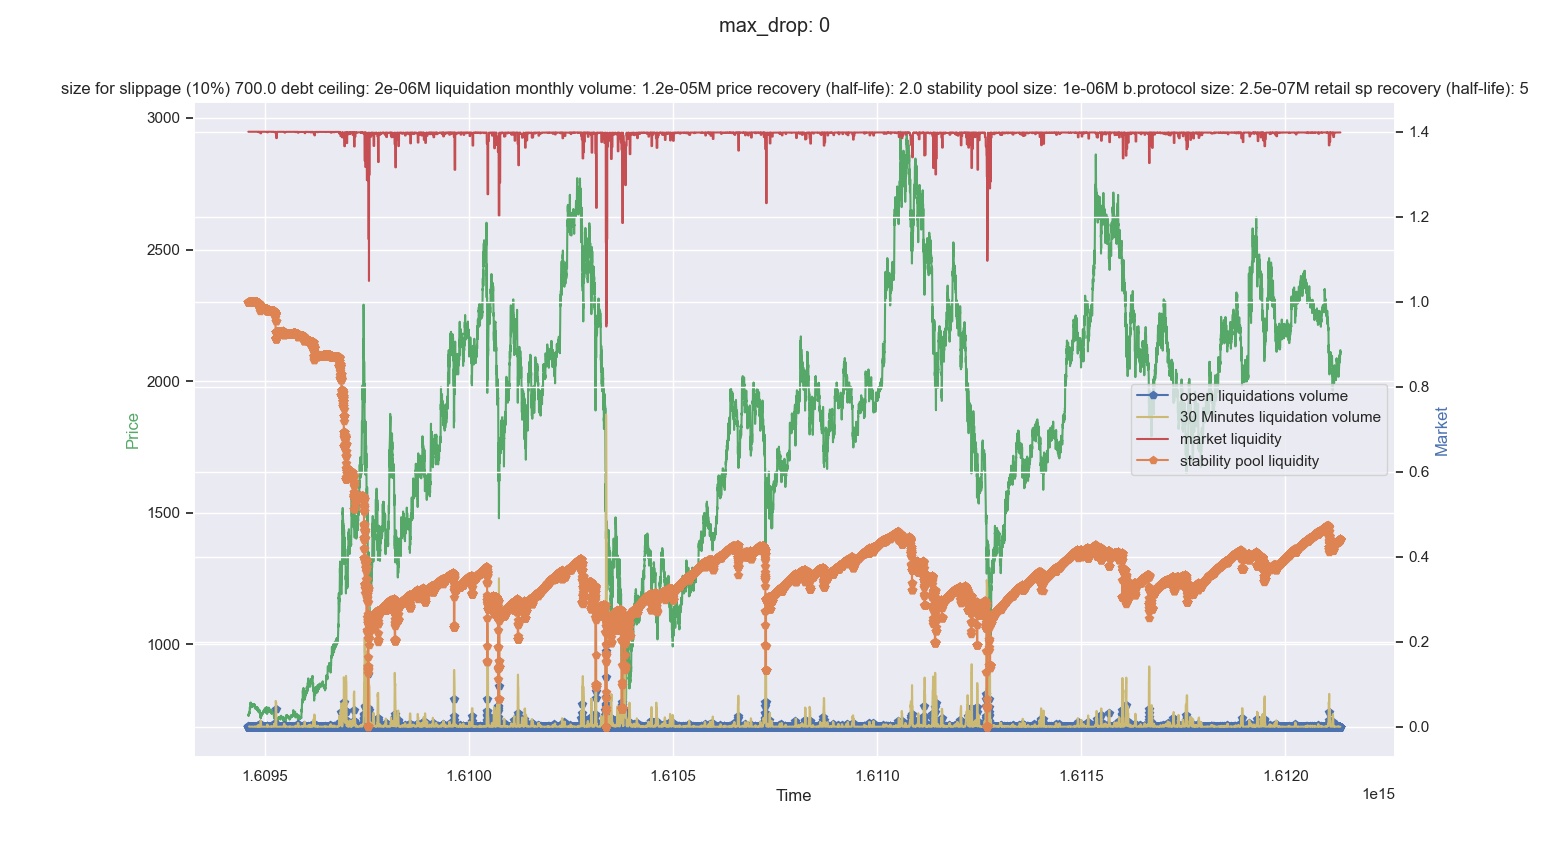 max_drop: 0
size for slippage (10%) 700.0 debt ceiling: 2e-06M liquidation monthly volume: 1.2e-05M price recovery (half-life): 2.0 stability pool size: 1e-06M b.protocol size: 2.5e-07M retail sp recovery (half-life): 5
3000
2500
2000
1500
1000
Price
1.4
1.2
1.0
0.8
0.6
0.4
0.2
0.0
Market
open liquidations volume
30 Minutes liquidation volume
market liquidity
stability pool liquidity
1.6095 1.6100 1.6105 1.6110 1.6115 1.6120
Time
1e15